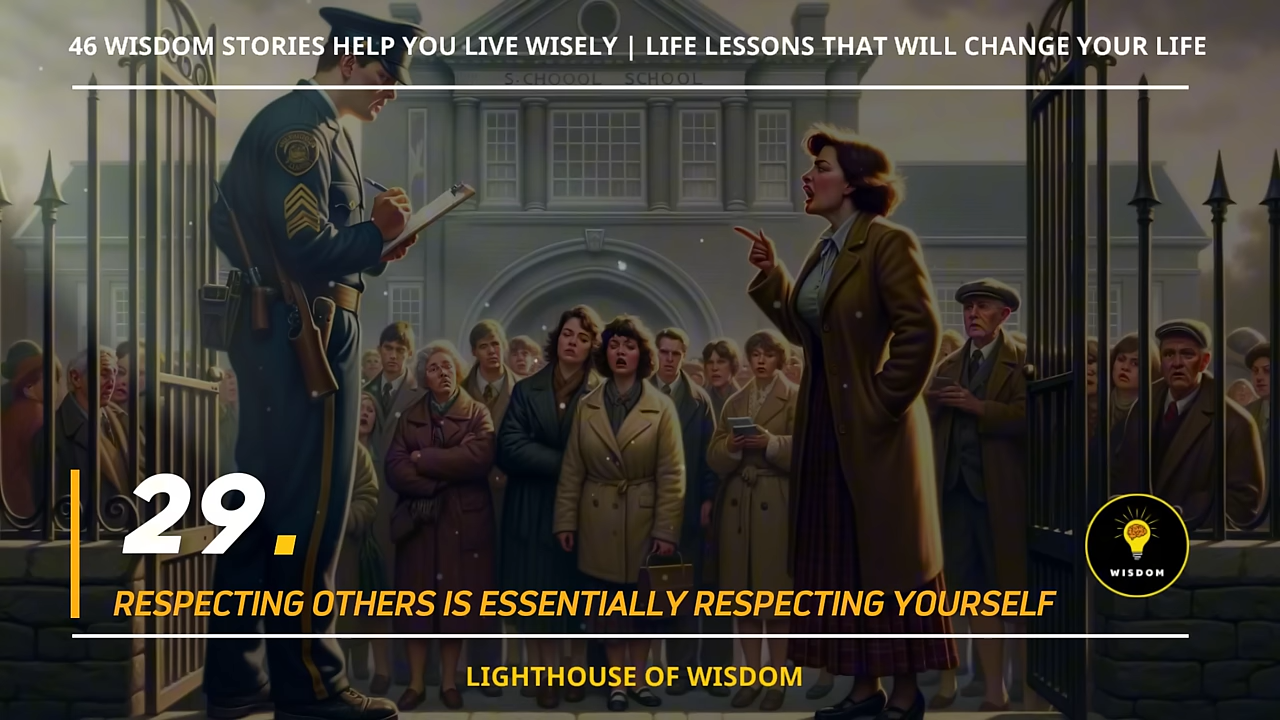 46 WISDOM STORIES HELP YOU LIVE WISELY | LIFE LESSONS THAT WILL CHANGE YOUR LIFE
S·CHOOOL SCHOOL
29.
WISDOM
RESPECTING OTHERS IS ESSENTIALLY RESPECTING YOURSELF
LIGHTHOUSE OF WISDOM